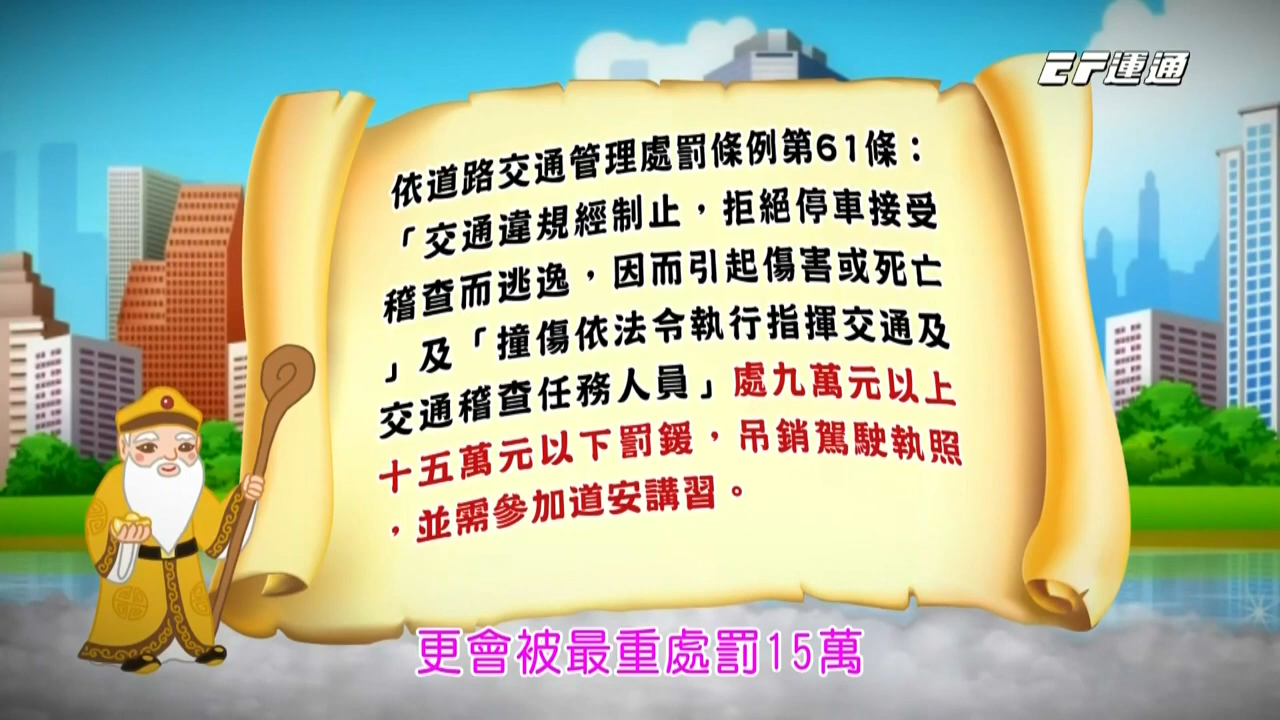 EF運通
依道路交通管理處罰條例第61條：
「交通違規經制止，拒絕停車接受
稽查而逃逸，因而引起傷害或死亡
」及「撞傷依法令執行指揮交通及
交通稽查任務人員」處九萬元以上
十五萬元以下罰鍰，吊銷駕駛執照
，並需參加道安講習。
更會被最重處罰15萬